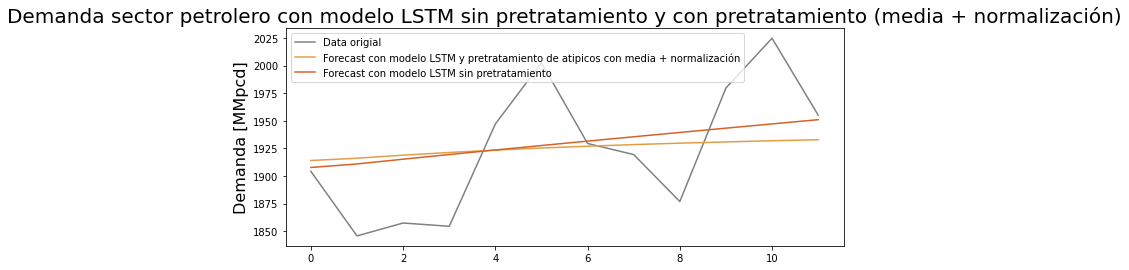 Demanda sector petrolero con modelo LSTM sin pretratamiento y con pretratamiento (media + normalización)
Data origial
Forecast con modelo LSTM y pretratamiento de atipicos con media + normalización
Forecast con modelo LSTM sin pretratamiento
Demanda [MMpcd]
2025
2000
1975
1950
1925
1900
1875
1850
0 2 4 6 8 10